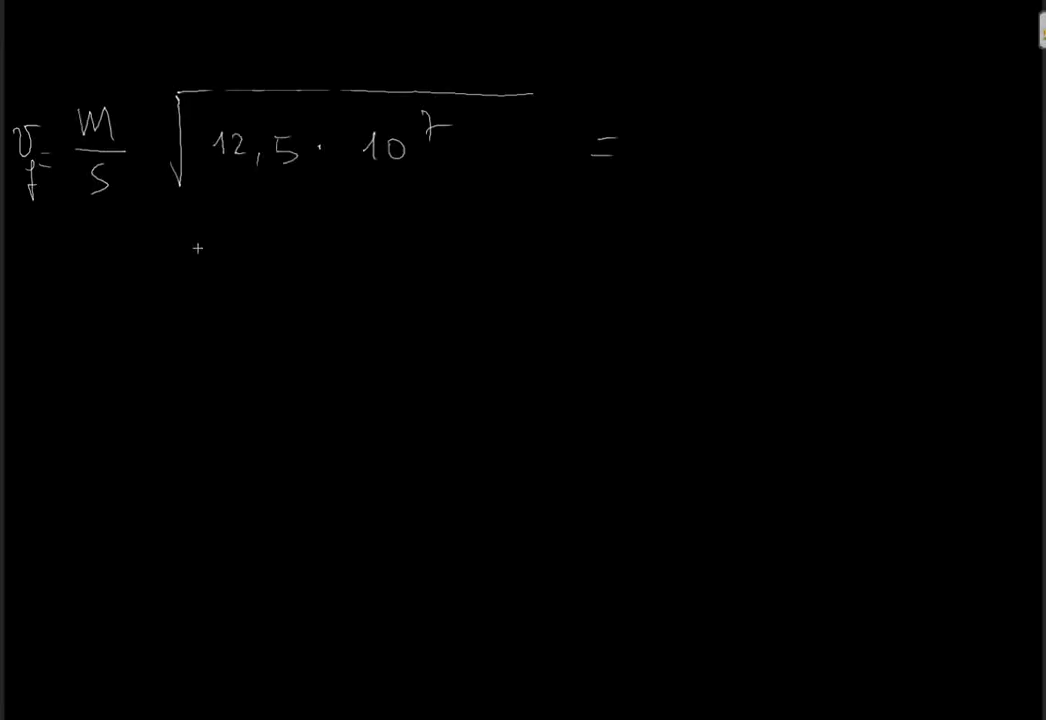 v_f = m/s √(12,5 · 10^7) =